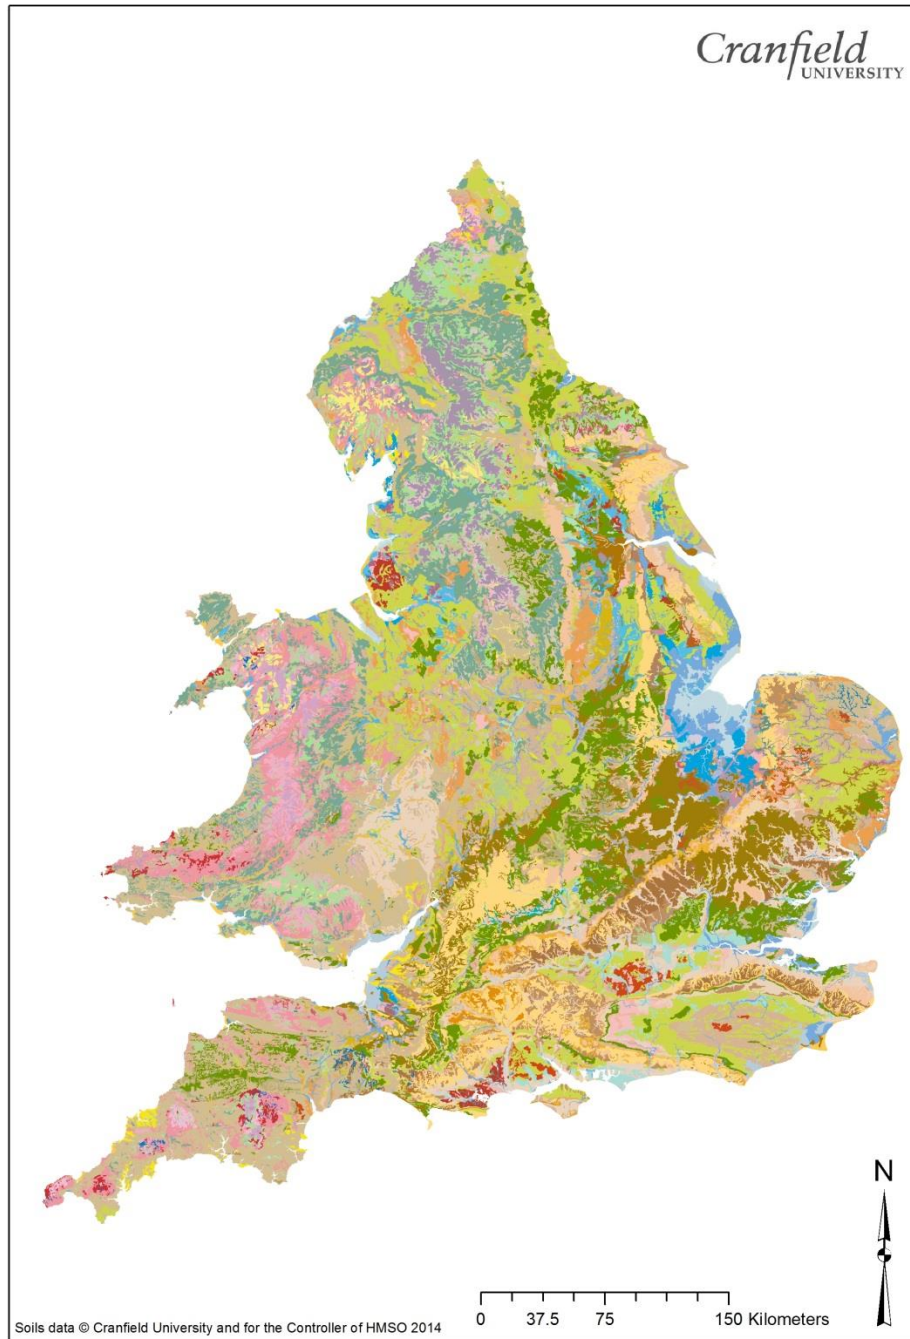 Cranfield
UNIVERSITY
N
0 37.5 75 150 Kilometers
Soils data © Cranfield University and for the Controller of HMSO 2014